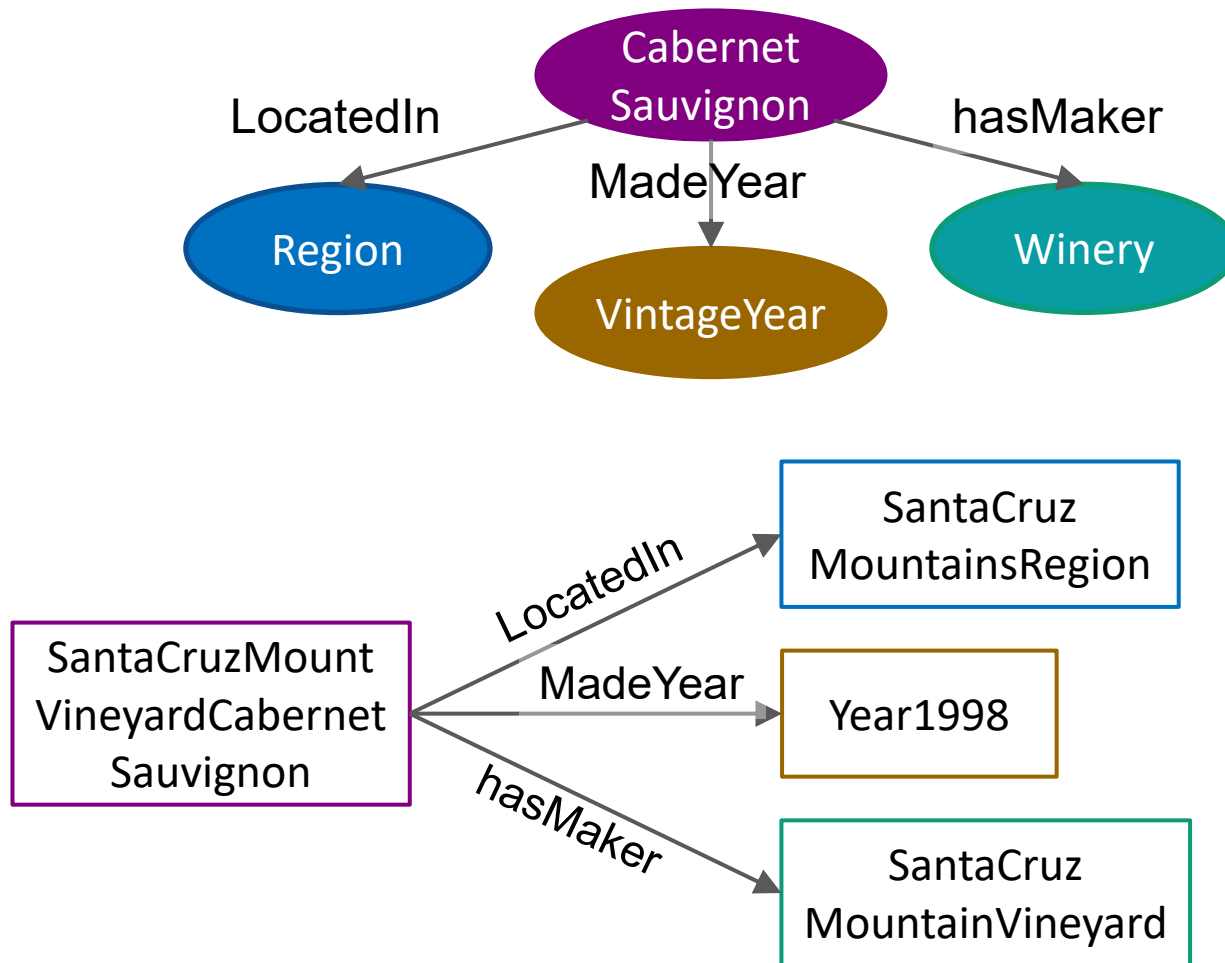 Cabernet
Sauvignon
LocatedIn
hasMaker
MadeYear
Region
Winery
VintageYear
SantaCruz
MountainsRegion
LocatedIn
SantaCruzMount
VineyardCabernet
Sauvignon
MadeYear
Year1998
hasMaker
SantaCruz
MountainVineyard